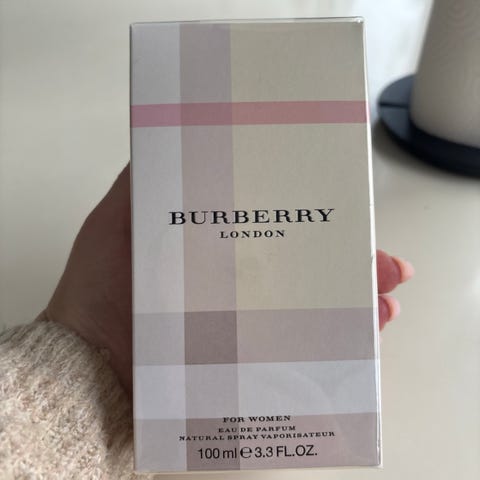 BURBERRY
LONDON
FOR WOMEN
EAU DE PARFUM
NATURAL SPRAY VAPORISATEUR
100 ml ℮ 3.3 FL.OZ.